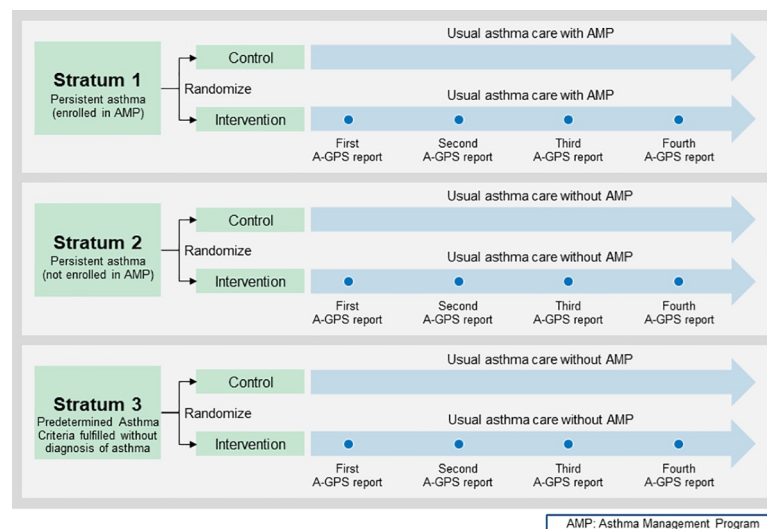 Usual asthma care with AMP
Control
Stratum 1
Persistent asthma
(enrolled in AMP)
Randomize
Usual asthma care with AMP
Intervention
First
A-GPS report
Second
A-GPS report
Third
A-GPS report
Fourth
A-GPS report
Usual asthma care without AMP
Control
Stratum 2
Persistent asthma
(not enrolled in AMP)
Randomize
Usual asthma care without AMP
Intervention
First
A-GPS report
Second
A-GPS report
Third
A-GPS report
Fourth
A-GPS report
Usual asthma care without AMP
Control
Stratum 3
Predetermined Asthma
Criteria fulfilled without
diagnosis of asthma
Randomize
Usual asthma care without AMP
Intervention
First
A-GPS report
Second
A-GPS report
Third
A-GPS report
Fourth
A-GPS report
AMP: Asthma Management Program